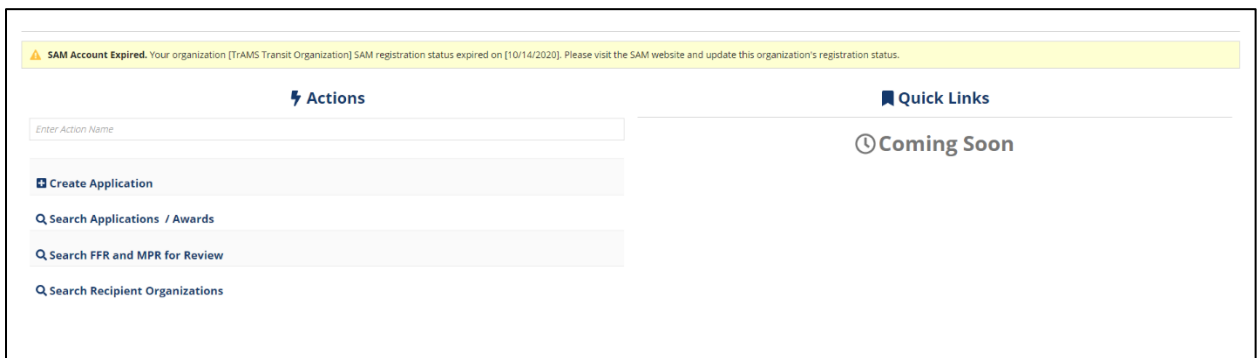 SAM Account Expired. Your organization [TrAMS Transit Organization] SAM registration status expired on [10/14/2020]. Please visit the SAM website and update this organization's registration status.
Actions
Enter Action Name
Create Application
Search Applications / Awards
Search FFR and MPR for Review
Search Recipient Organizations
Quick Links
Coming Soon